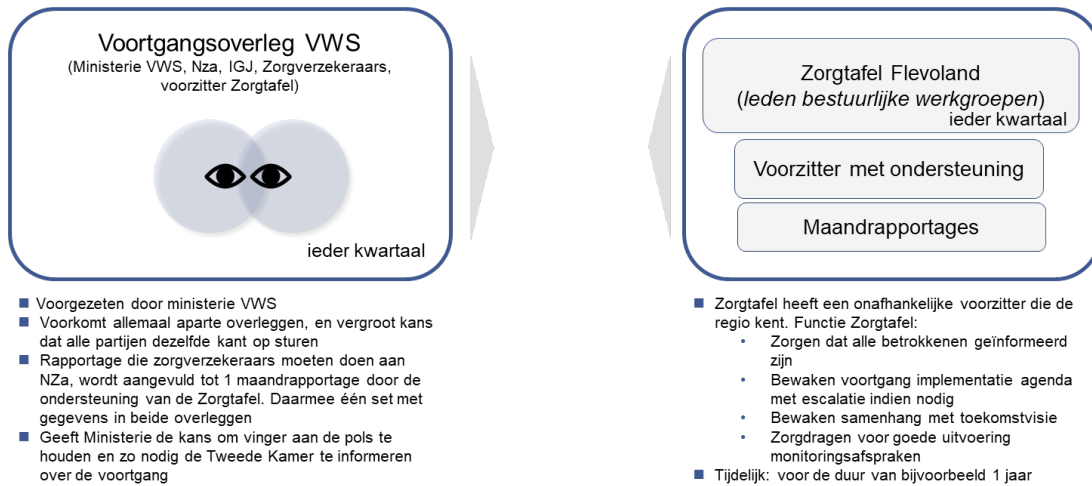 Voortgangsoverleg VWS
(Ministerie VWS, Nza, IGJ, Zorgverzekeraars,
voorzitter Zorgtafel)
ieder kwartaal
■ Voorgezeten door ministerie VWS
■ Voorkomt allemaal aparte overleggen, en vergroot kans
dat alle partijen dezelfde kant op sturen
■ Rapportage die zorgverzekeraars moeten doen aan
NZa, wordt aangevuld tot 1 maandrapportage door de
ondersteuning van de Zorgtafel. Daarmee één set met
gegevens in beide overleggen
■ Geeft Ministerie de kans om vinger aan de pols te
houden en zo nodig de Tweede Kamer te informeren
over de voortgang
Zorgtafel Flevoland
(leden bestuurlijke werkgroepen)
ieder kwartaal
Voorzitter met ondersteuning
Maandrapportages
■ Zorgtafel heeft een onafhankelijke voorzitter die de
regio kent. Functie Zorgtafel:
• Zorgen dat alle betrokkenen geïnformeerd
zijn
• Bewaken voortgang implementatie agenda
met escalatie indien nodig
• Bewaken samenhang met toekomstvisie
• Zorgdragen voor goede uitvoering
monitoringsafspraken
■ Tijdelijk: voor de duur van bijvoorbeeld 1 jaar